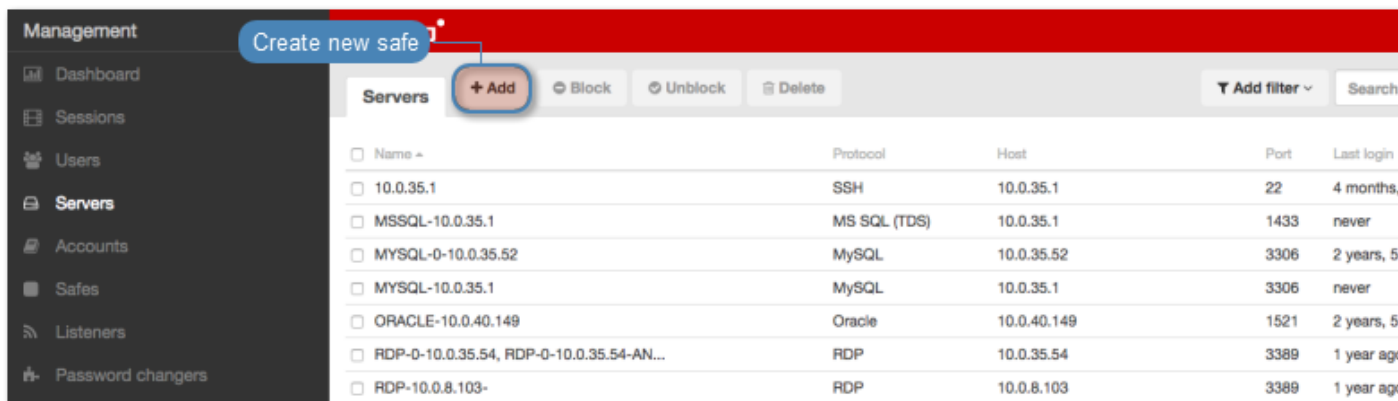 Management
Create new safe
Dashboard
Sessions
Users
Servers
Accounts
Safes
Listeners
Password changers
Servers
+ Add
Block
Unblock
Delete
Add filter
Search
Name Protocol Host Port Last login
10.0.35.1 SSH 10.0.35.1 22 4 months,
MSSQL-10.0.35.1 MS SQL (TDS) 10.0.35.1 1433 never
MYSQL-0-10.0.35.52 MySQL 10.0.35.52 3306 2 years, 5
MYSQL-10.0.35.1 MySQL 10.0.35.1 3306 never
ORACLE-10.0.40.149 Oracle 10.0.40.149 1521 2 years, 5
RDP-0-10.0.35.54, RDP-0-10.0.35.54-AN... RDP 10.0.35.54 3389 1 year ago
RDP-10.0.8.103- RDP 10.0.8.103 3389 1 year ago